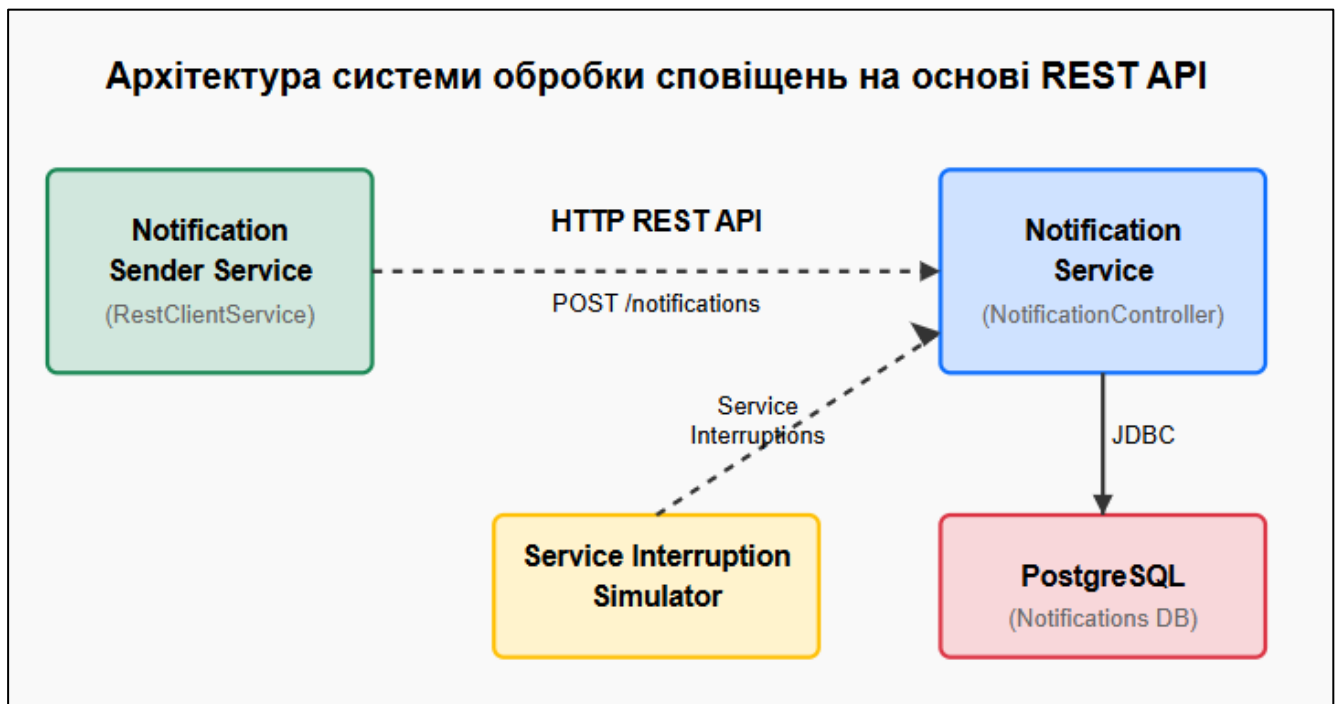 Архітектура системи обробки сповіщень на основі REST API
Notification
Sender Service
(RestClientService)
HTTP REST API
POST /notifications
Notification
Service
(NotificationController)
Service
Interruptions
JDBC
Service Interruption
Simulator
PostgreSQL
(Notifications DB)